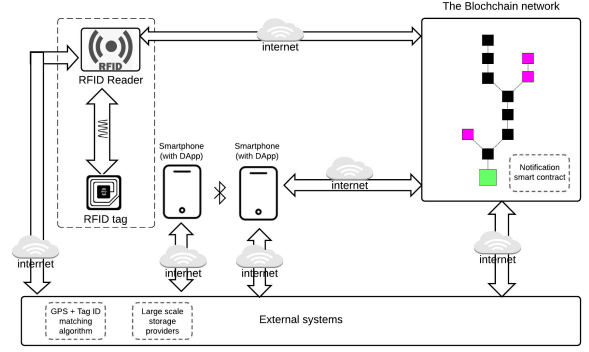 The Blochchain network
internet
RFID
RFID Reader
Smartphone
(with DApp)
Smartphone
(with DApp)
Notification
smart contract
internet
RFID tag
internet
internet
internet
internet
GPS + Tag ID
matching
algorithm
Large scale
storage
providers
External systems